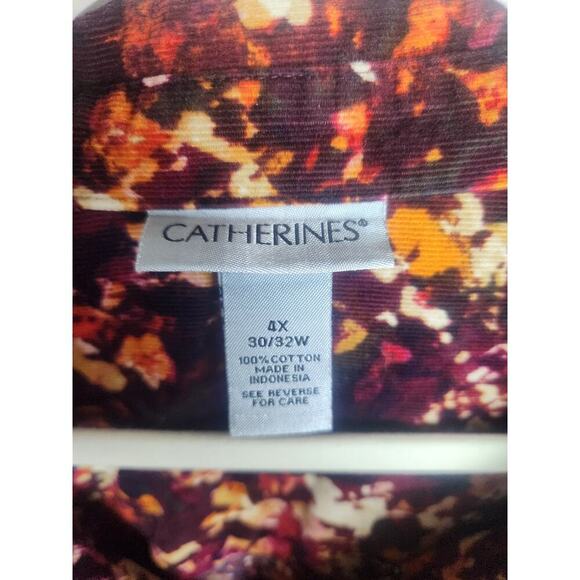 CATHERINES®
4X
30/32W
100% COTTON
MADE IN
INDONESIA
SEE REVERSE
FOR CARE